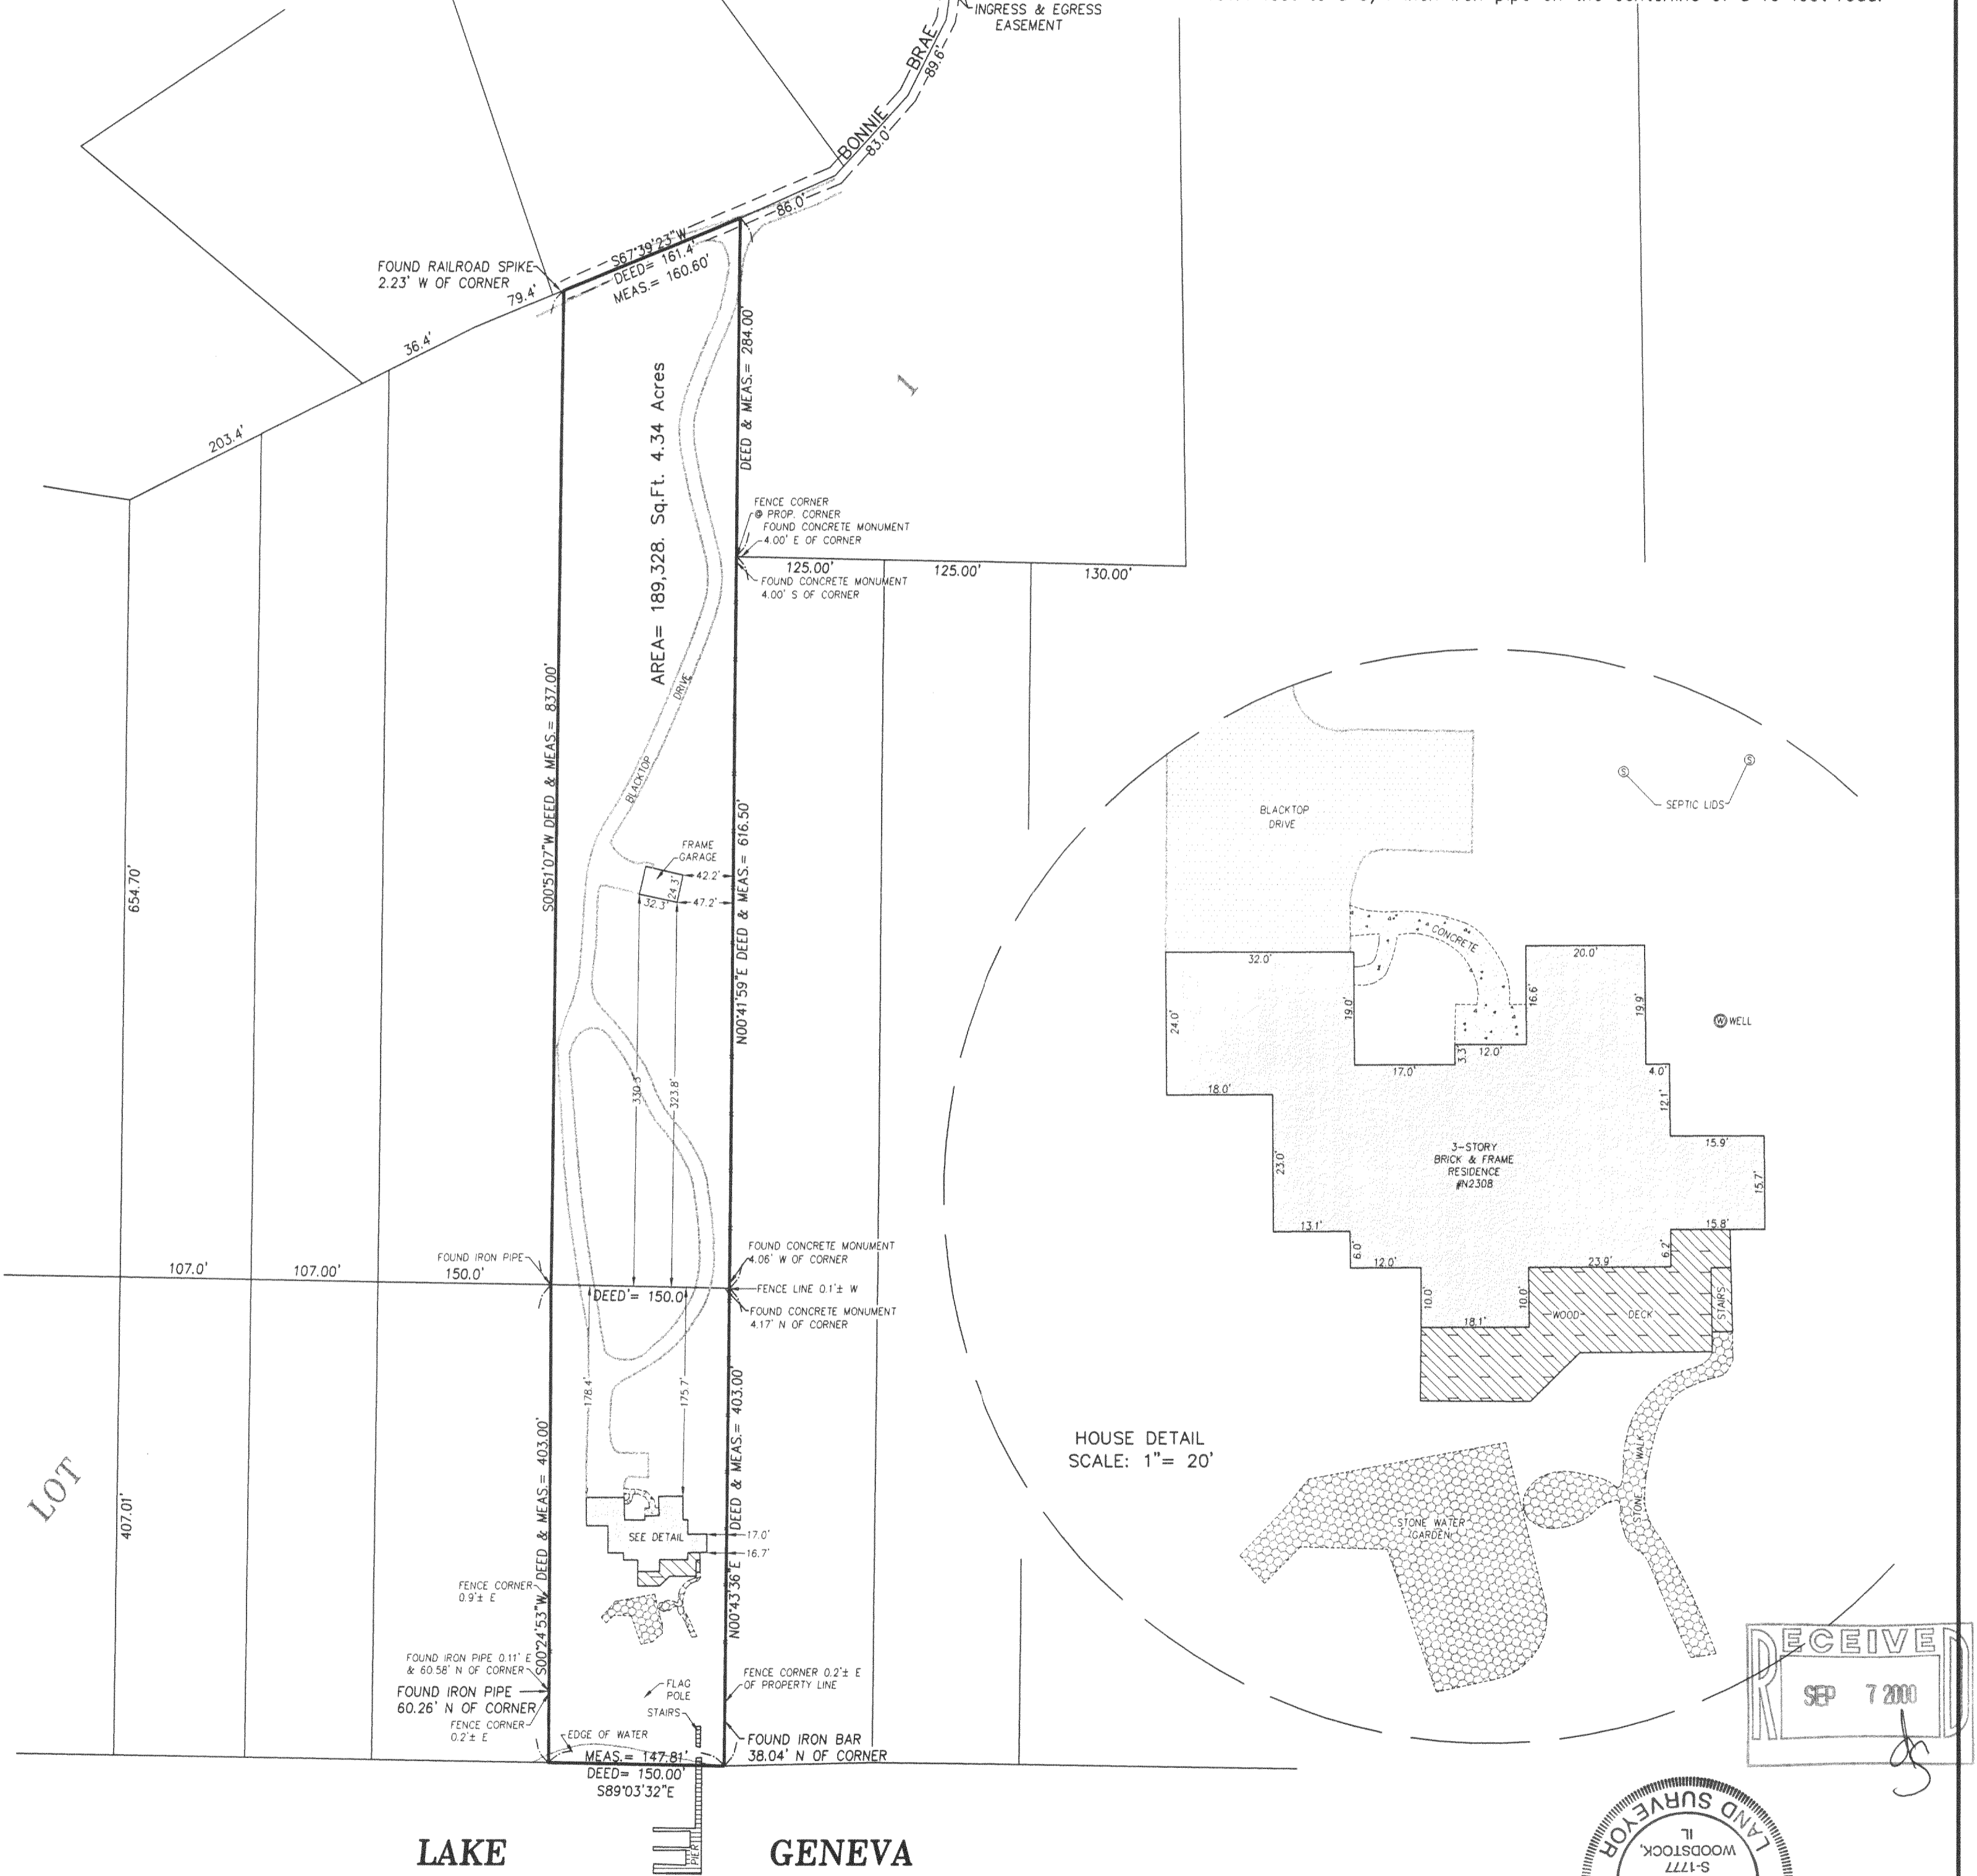 INGRESS & EGRESS
EASEMENT
BONNIE BRAE
89.6'
83.0'
86.0'
S67°39'23"W
DEED= 161.4'
MEAS.= 160.60'
FOUND RAILROAD SPIKE
2.23' W OF CORNER
79.4'
36.4'
203.4'
DEED & MEAS.= 284.00'
AREA= 189,328. Sq.Ft. 4.34 Acres
1
FENCE CORNER
@ PROP. CORNER
FOUND CONCRETE MONUMENT
4.00' E OF CORNER
125.00'
125.00'
130.00'
FOUND CONCRETE MONUMENT
4.00' S OF CORNER
S00°51'07"W DEED & MEAS.= 837.00'
BLACKTOP DRIVE
N00°41'59"E DEED & MEAS.= 616.50'
FRAME
GARAGE
42.2'
24.3'
32.3'
47.2'
654.70'
330.3'
323.8'
FOUND IRON PIPE
107.0'
107.00'
150.0'
DEED= 150.0'
FOUND CONCRETE MONUMENT
4.06' W OF CORNER
FENCE LINE 0.1'± W
FOUND CONCRETE MONUMENT
4.17' N OF CORNER
178.4'
175.7'
S00°24'53"W DEED & MEAS.= 403.00'
N00°43'36"E DEED & MEAS.= 403.00'
LOT
407.01'
SEE DETAIL
17.0'
16.7'
FENCE CORNER
0.9'± E
FOUND IRON PIPE 0.11' E
& 60.58' N OF CORNER
FOUND IRON PIPE
60.26' N OF CORNER
FENCE CORNER
0.2'± E
FLAG
POLE
STAIRS
FENCE CORNER 0.2'± E
OF PROPERTY LINE
EDGE OF WATER
FOUND IRON BAR
38.04' N OF CORNER
MEAS.= 147.81'
DEED= 150.00'
S89°03'32"E
PIER
LAKE GENEVA
BLACKTOP
DRIVE
S
S
SEPTIC LIDS
CONCRETE
32.0'
20.0'
24.0'
19.0'
16.6'
19.9'
W WELL
3.3'
12.0'
17.0'
4.0'
18.0'
12.1'
3-STORY
BRICK & FRAME
RESIDENCE
#N2308
15.9'
23.0'
15.7'
13.1'
15.8'
6.0'
6.2'
12.0'
23.9'
10.0'
10.0'
WOOD DECK
STAIRS
18.1'
HOUSE DETAIL
SCALE: 1"= 20'
STONE WALK
STONE WATER
GARDEN
RECEIVED
SEP 7 2000
LAND SURVEYOR
WOODSTOCK,
IL
S-1777